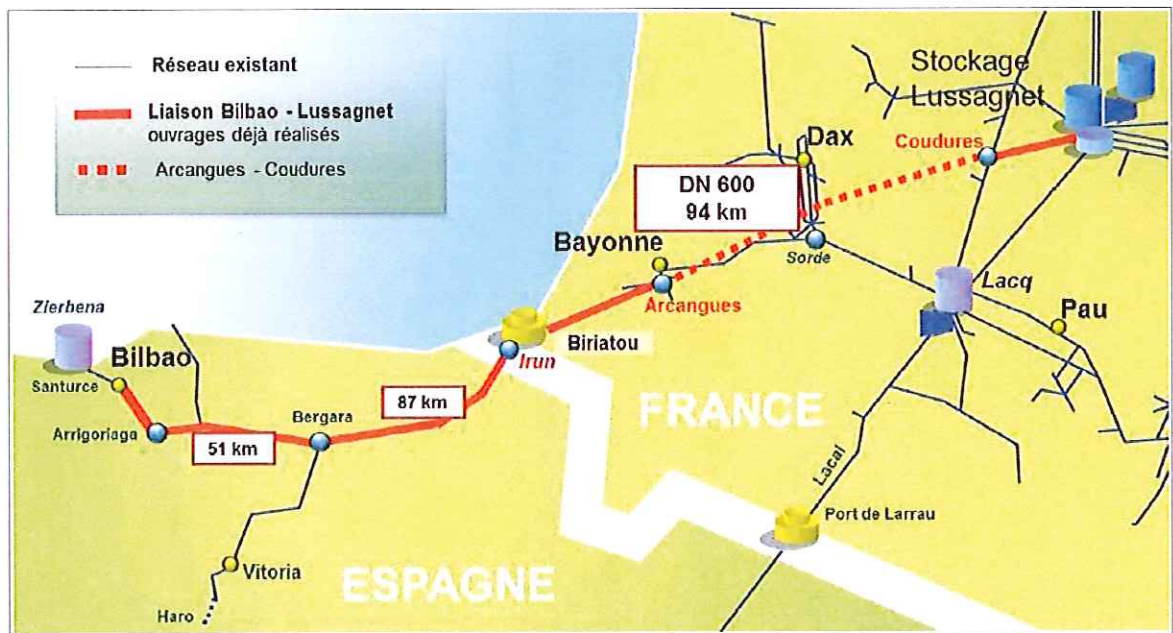 Réseau existant
Liaison Bilbao - Lussagnet
ouvrages déjà réalisés
Arcangues - Coudures
Stockage
Lussagnet
Coudures
Dax
DN 600
94 km
Bayonne
Sorde
Arcangues
Lacq
Pau
Zierbena
Bilbao
Santurce
Biriatou
Irun
FRANCE
87 km
Bergara
Arrigoriaga
51 km
Lacal
Port de Larrau
Vitoria
ESPAGNE
Haro